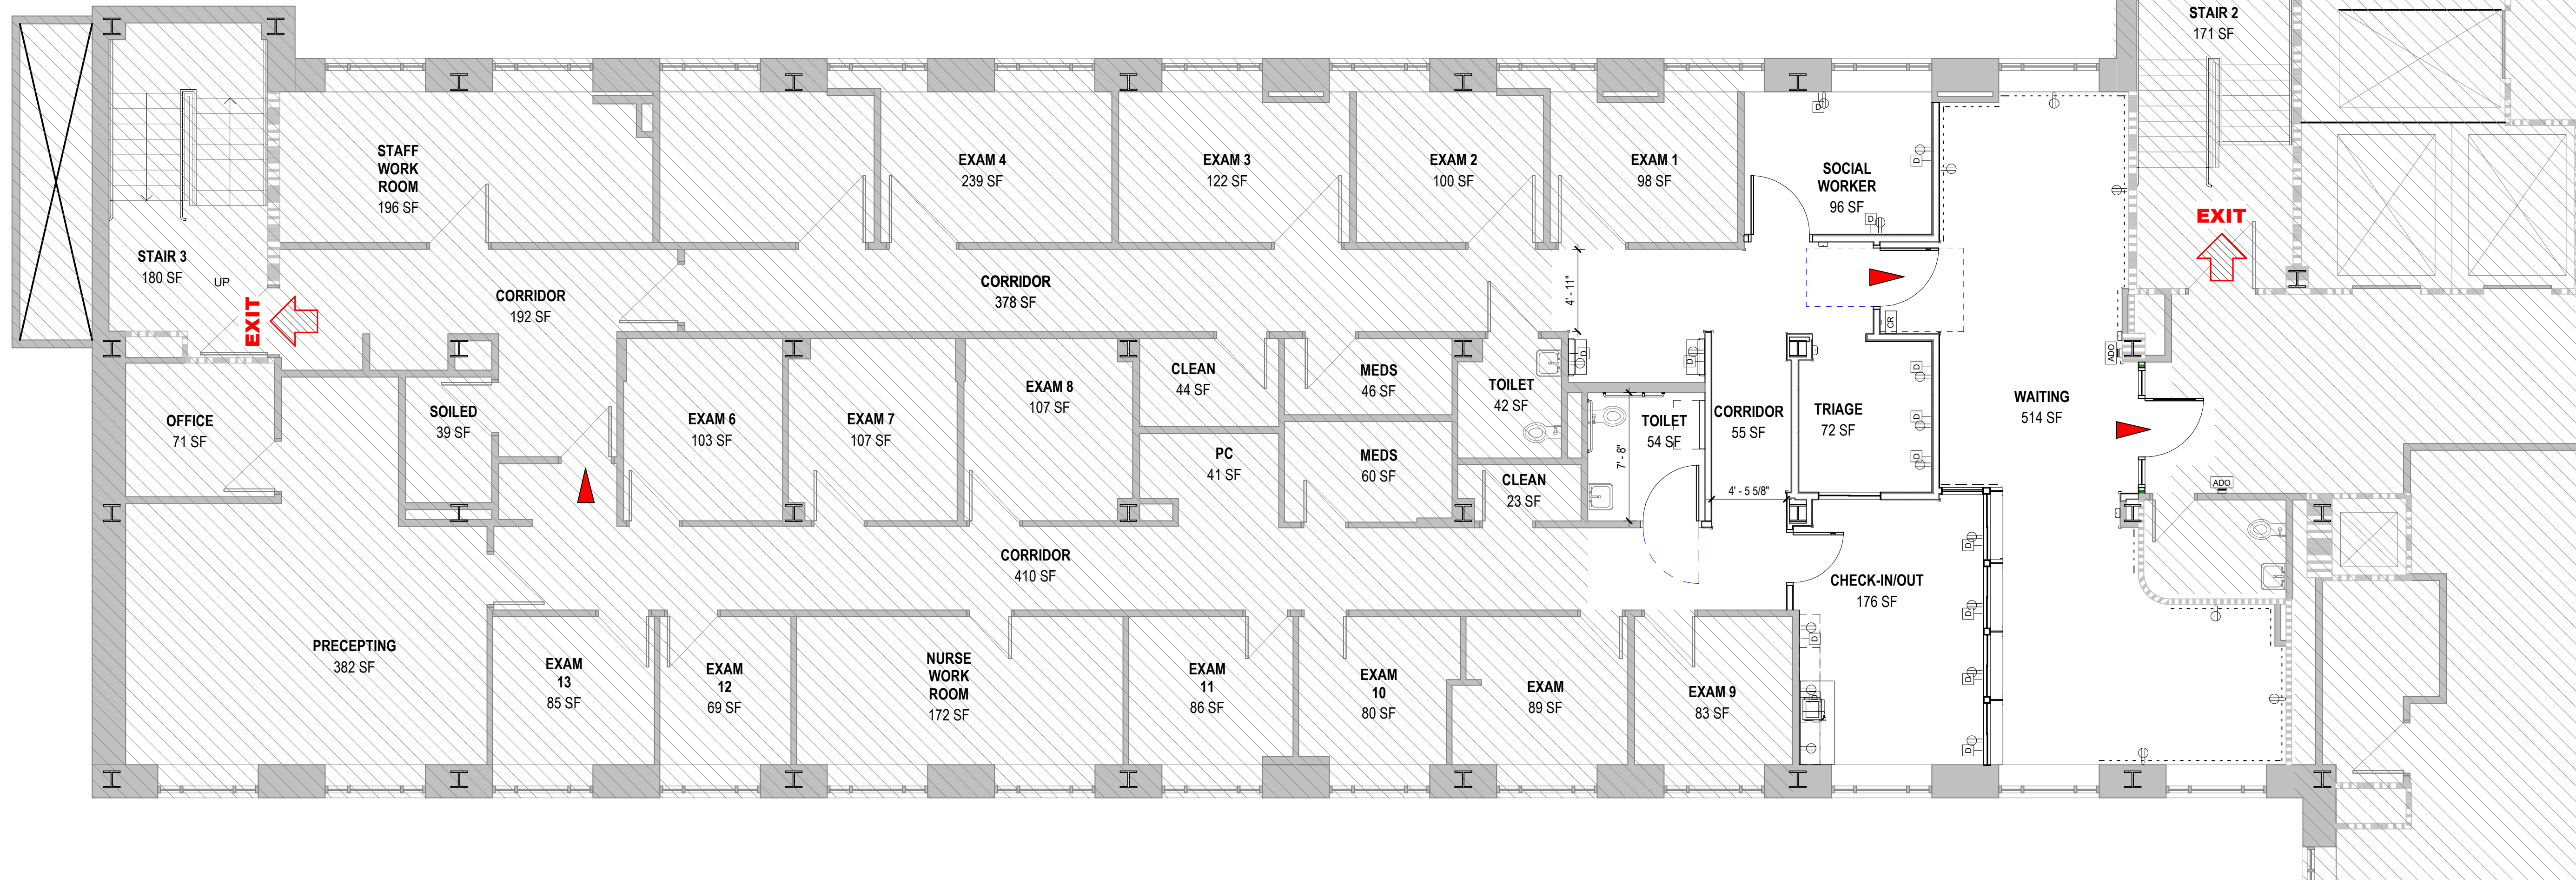 STAIR 2
171 SF
STAFF
WORK
ROOM
196 SF
EXAM 4
239 SF
EXAM 3
122 SF
EXAM 2
100 SF
EXAM 1
98 SF
D
D
SOCIAL
WORKER
96 SF
D
EXIT
STAIR 3
180 SF
UP
EXIT
CORRIDOR
192 SF
CORRIDOR
378 SF
4' - 11"
CR
ADO
D
D
OFFICE
71 SF
SOILED
39 SF
EXAM 6
103 SF
EXAM 7
107 SF
EXAM 8
107 SF
CLEAN
44 SF
MEDS
46 SF
TOILET
42 SF
TOILET
54 SF
7' - 8"
CORRIDOR
55 SF
TRIAGE
72 SF
D
D
D
WAITING
514 SF
PC
41 SF
MEDS
60 SF
CLEAN
23 SF
4' - 5 5/8"
ADO
CORRIDOR
410 SF
CHECK-IN/OUT
176 SF
D
D
D
D
D
D
PRECEPTING
382 SF
EXAM
13
85 SF
EXAM
12
69 SF
NURSE
WORK
ROOM
172 SF
EXAM
11
86 SF
EXAM
10
80 SF
EXAM
89 SF
EXAM 9
83 SF